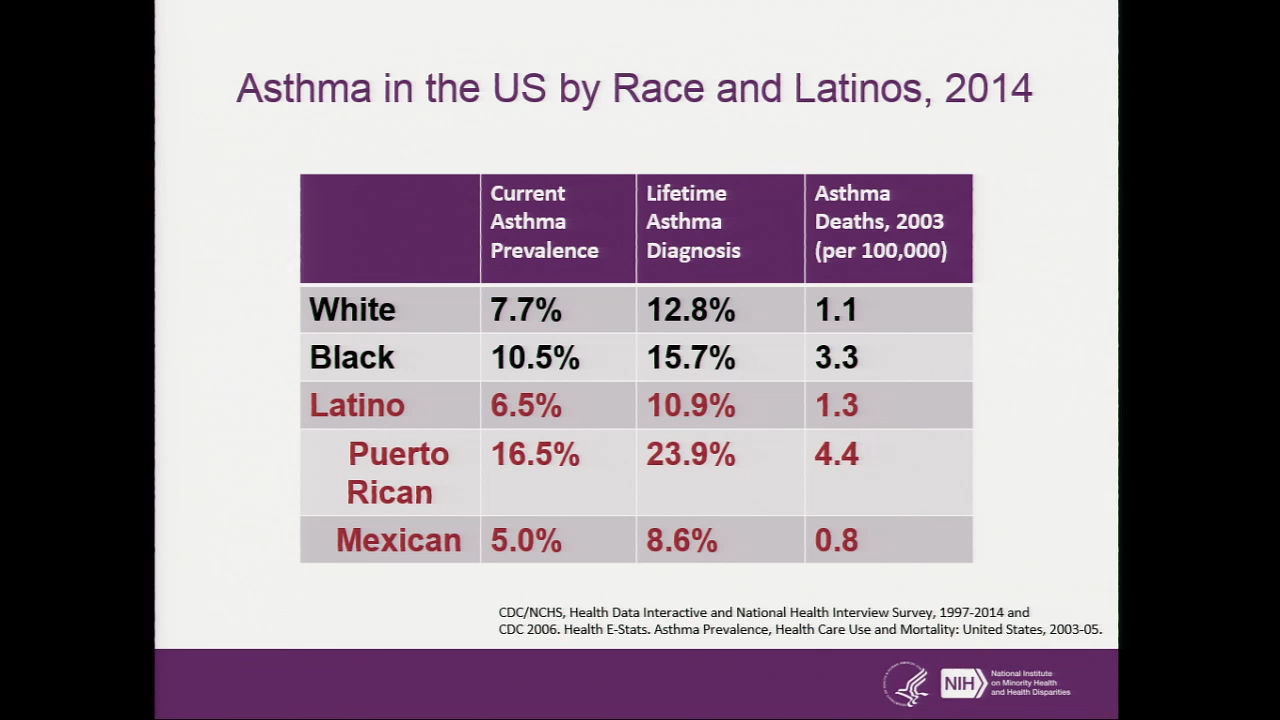 Asthma in the US by Race and Latinos, 2014
Current Asthma Prevalence
Lifetime Asthma Diagnosis
Asthma Deaths, 2003 (per 100,000)
White 7.7% 12.8% 1.1
Black 10.5% 15.7% 3.3
Latino 6.5% 10.9% 1.3
Puerto Rican 16.5% 23.9% 4.4
Mexican 5.0% 8.6% 0.8
CDC/NCHS, Health Data Interactive and National Health Interview Survey, 1997-2014 and
CDC 2006. Health E-Stats. Asthma Prevalence, Health Care Use and Mortality: United States, 2003-05.
NIH
National Institute
on Minority Health
and Health Disparities